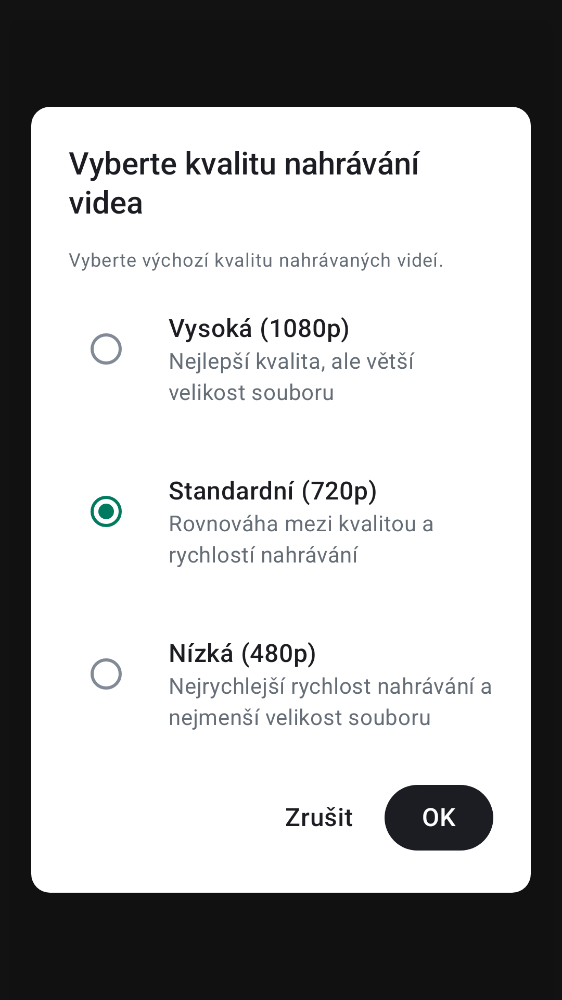 Vyberte kvalitu nahrávání
videa
Vyberte výchozí kvalitu nahrávaných videí.
Vysoká (1080p)
Nejlepší kvalita, ale větší
velikost souboru
Standardní (720p)
Rovnováha mezi kvalitou a
rychlostí nahrávání
Nízká (480p)
Nejrychlejší rychlost nahrávání a
nejmenší velikost souboru
Zrušit
OK